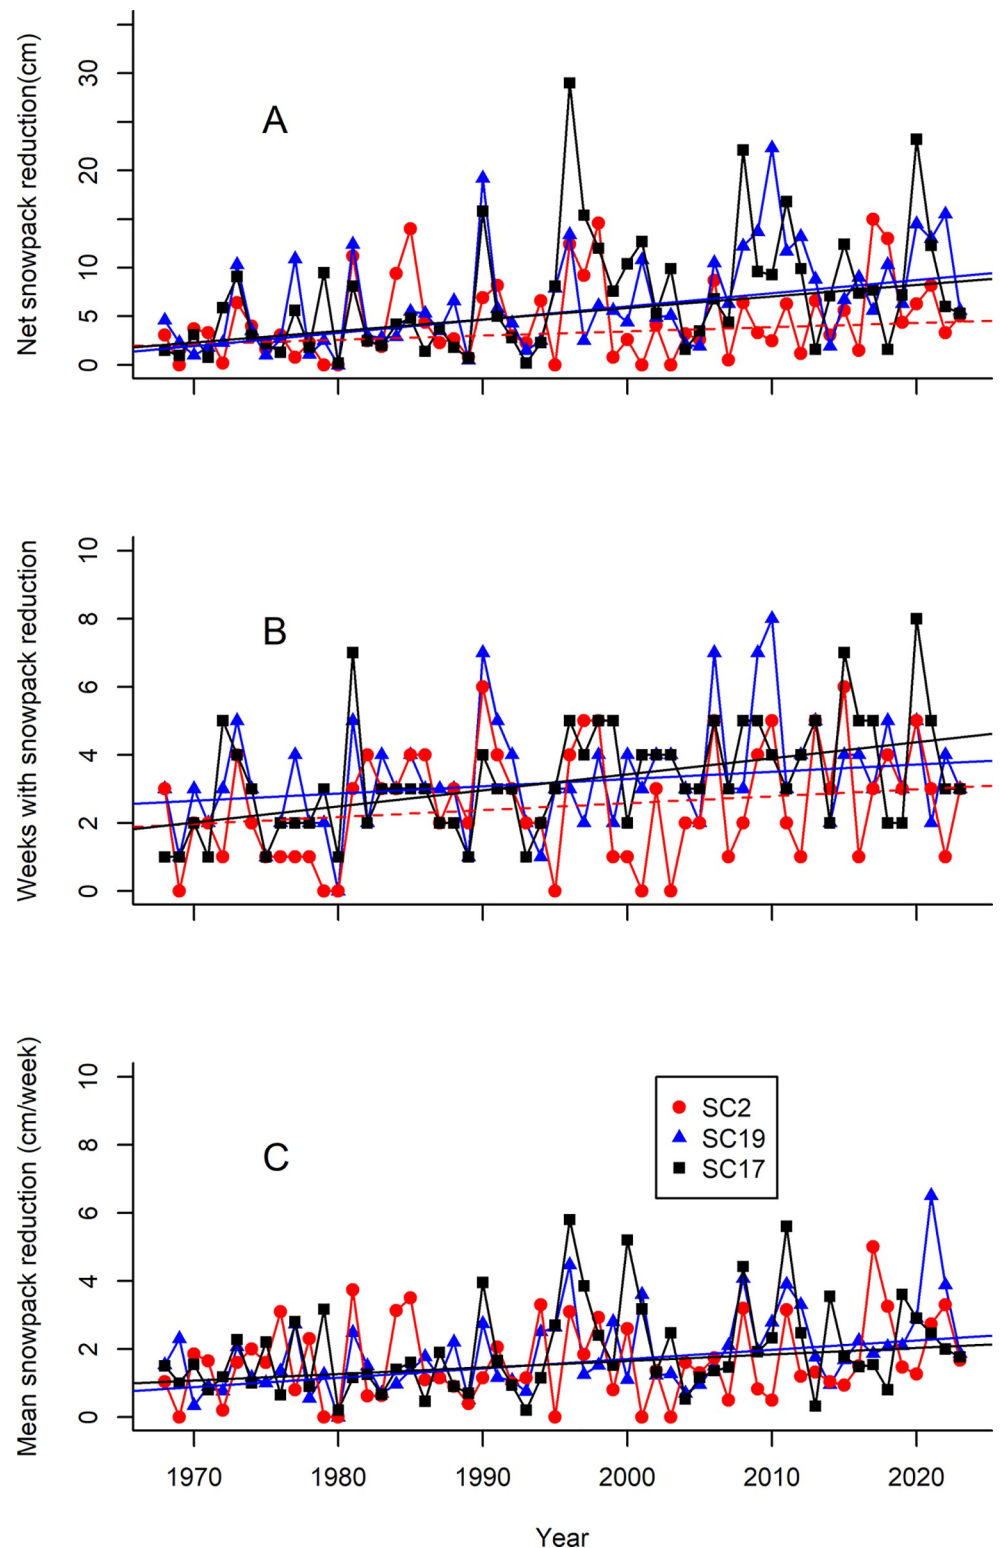 Net snowpack reduction(cm)
30
20
10
5
0
A
Weeks with snowpack reduction
10
8
6
4
2
0
B
Mean snowpack reduction (cm/week)
10
8
6
4
2
0
C
SC2
SC19
SC17
1970 1980 1990 2000 2010 2020
Year